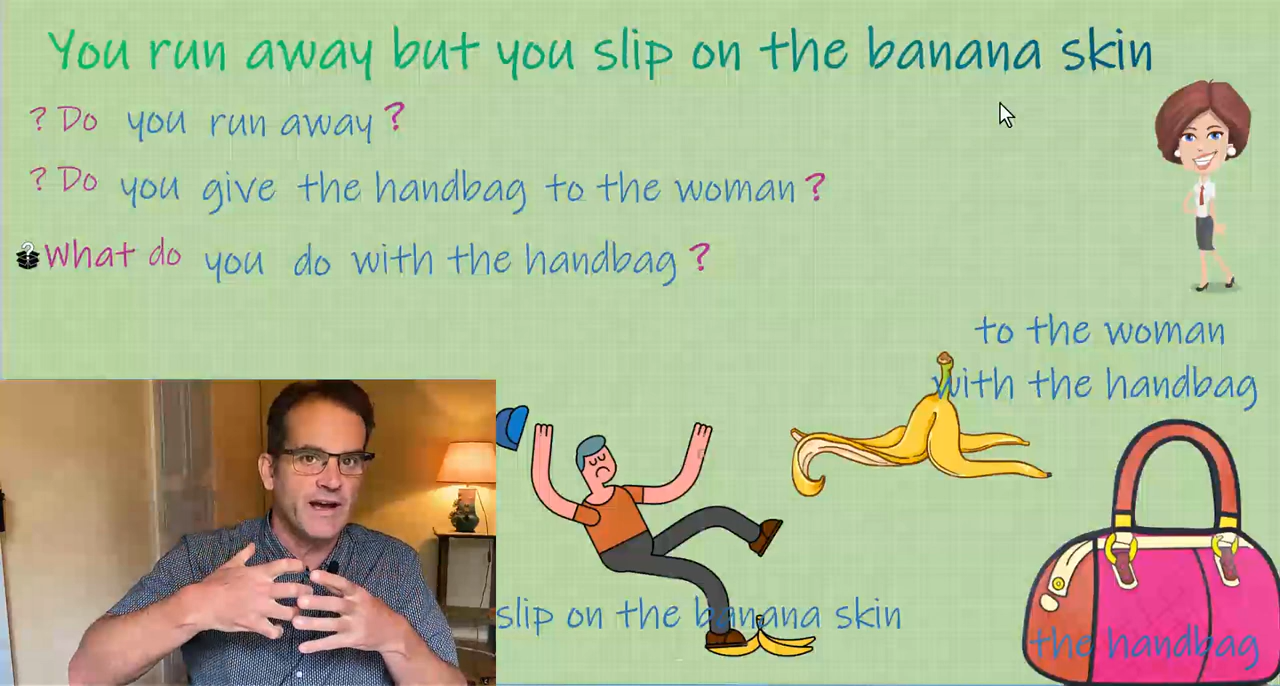 You run away but you slip on the banana skin
? Do you run away ?
? Do you give the handbag to the woman ?
? What do you do with the handbag ?
to the woman
with the handbag
slip on the banana skin
the handbag